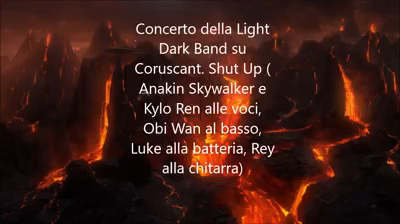 Concerto della Light
Dark Band su
Coruscant. Shut Up (
Anakin Skywalker e
Kylo Ren alle voci,
Obi Wan al basso,
Luke alla batteria, Rey
alla chitarra)